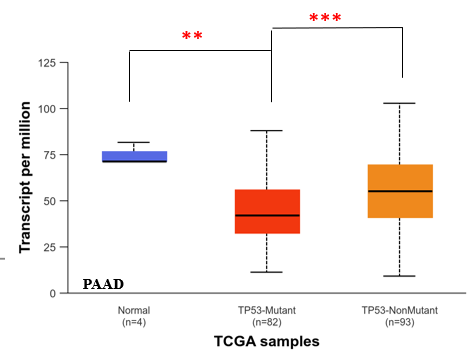 ** ***
Transcript per million
125
100
75
50
25
0
PAAD
Normal
(n=4)
TP53-Mutant
(n=82)
TP53-NonMutant
(n=93)
TCGA samples